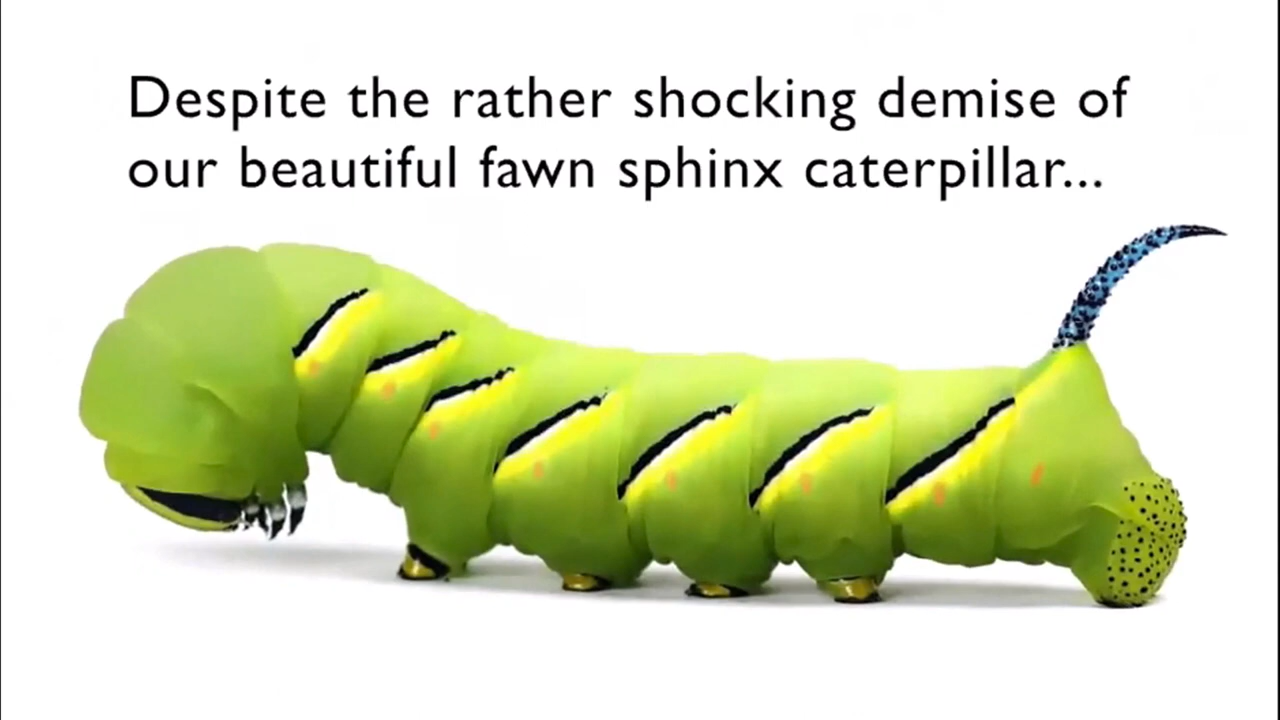 Despite the rather shocking demise of
our beautiful fawn sphinx caterpillar...